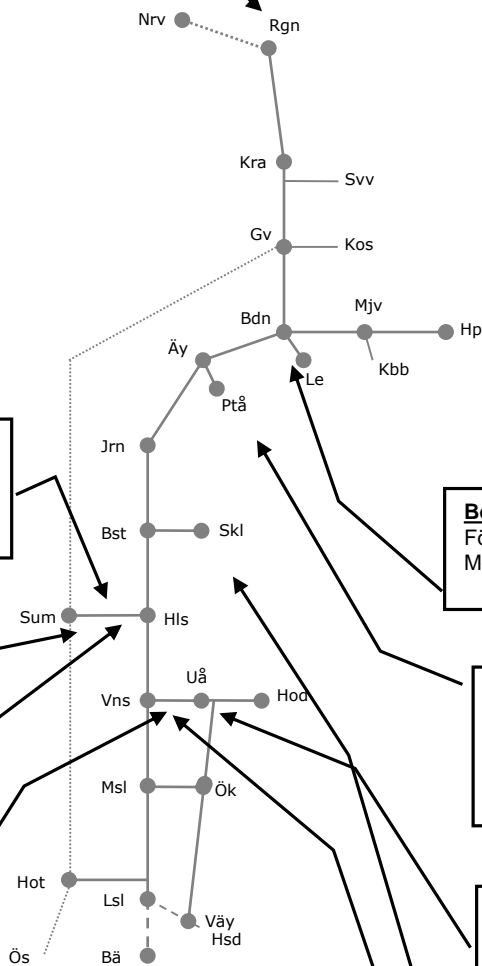 Nrv
Rgn
Kra
Svv
Gv
Kos
Bdn
Mjv
Hp
Äy
Le
Kbb
Ptå
Jrn
Bst
Skl
Fö
M
Sum
Hls
Uå
Vns
Hod
Msl
Ök
Hot
Lsl
Väy
Hsd
Ös
Bä